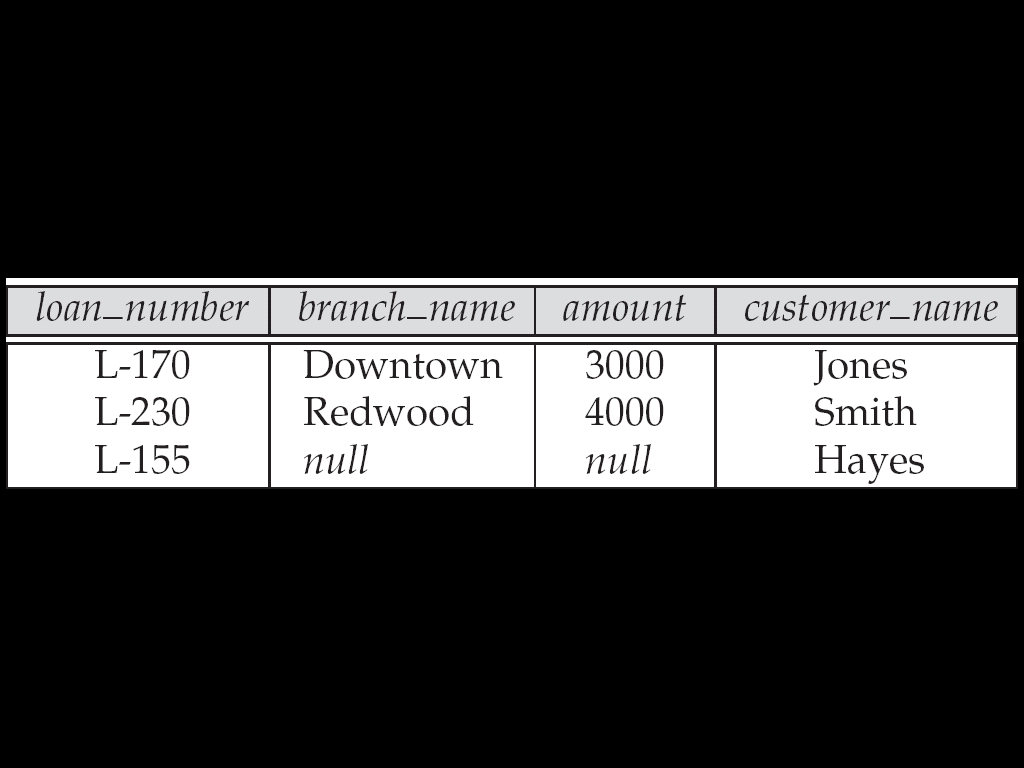 loan_number branch_name amount customer_name
L-170 Downtown 3000 Jones
L-230 Redwood 4000 Smith
L-155 null null Hayes